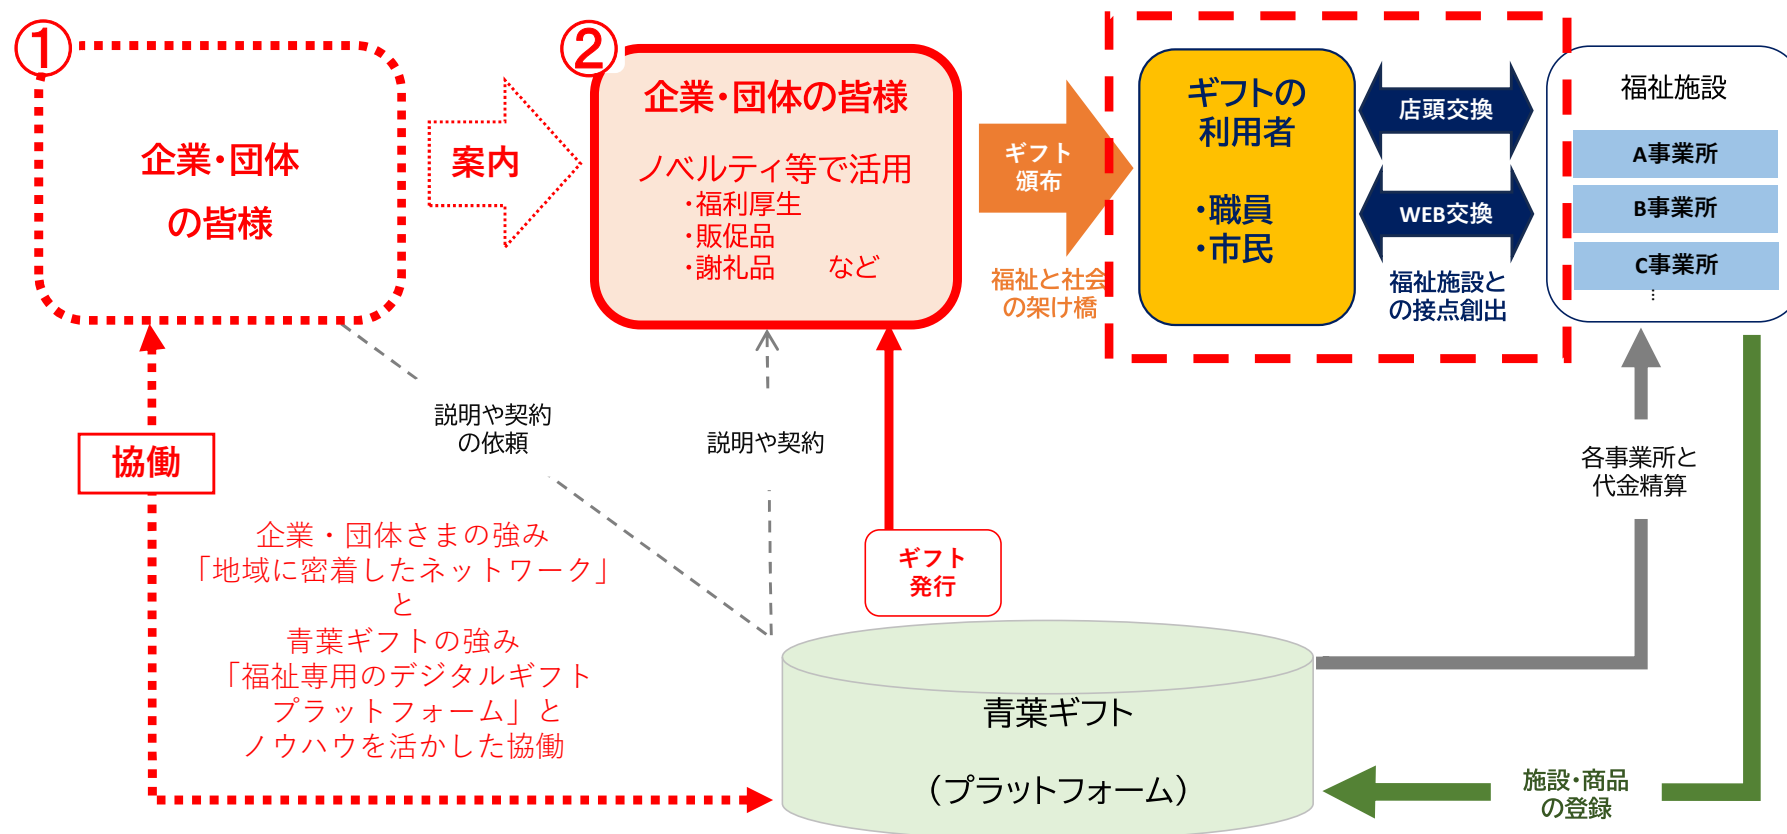 ①
企業・団体
の皆様
案内
②
企業・団体の皆様
ノベルティ等で活用
・福利厚生
・販促品
・謝礼品　　など
ギフト
頒布
福祉と社会
の架け橋
ギフトの
利用者
・職員
・市民
店頭交換
WEB交換
福祉施設と
の接点創出
福祉施設
A事業所
B事業所
C事業所
…
協働
説明や契約
の依頼
説明や契約
ギフト
発行
各事業所と
代金精算
企業・団体さまの強み
「地域に密着したネットワーク」
と
青葉ギフトの強み
「福祉専用のデジタルギフト
プラットフォーム」と
ノウハウを活かした協働
青葉ギフト
（プラットフォーム）
施設・商品
の登録